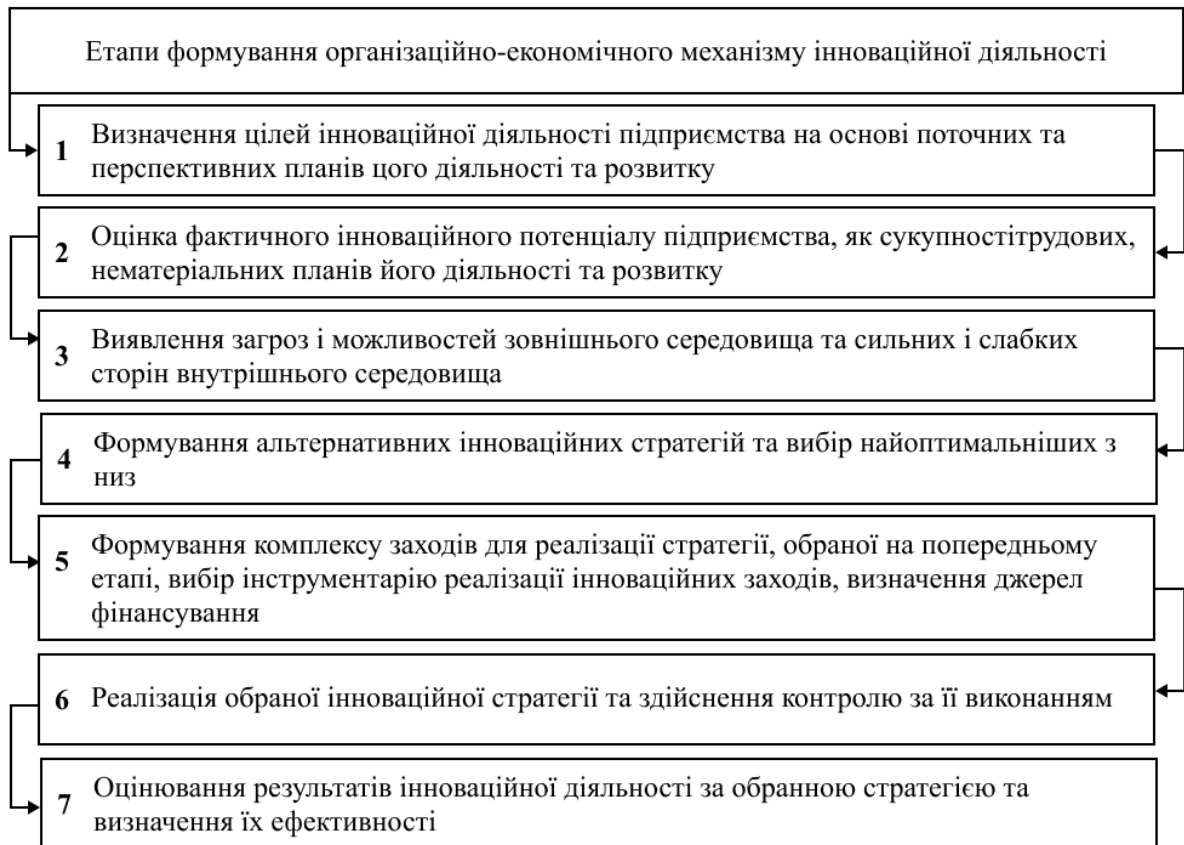 Етапи формування організаційно-економічного механізму інноваційної діяльності
1 Визначення цілей інноваційної діяльності підприємства на основі поточних та
перспективних планів цого діяльності та розвитку
2 Оцінка фактичного інноваційного потенціалу підприємства, як сукупностітрудових,
нематеріальних планів його діяльності та розвитку
3 Виявлення загроз і можливостей зовнішнього середовища та сильних і слабких
сторін внутрішнього середовища
4 Формування альтернативних інноваційних стратегій та вибір найоптимальніших з
низ
5 Формування комплексу заходів для реалізації стратегії, обраної на попередньому
етапі, вибір інструментарію реалізації інноваційних заходів, визначення джерел
фінансування
6 Реалізація обраної інноваційної стратегії та здійснення контролю за її виконанням
7 Оцінювання результатів інноваційної діяльності за обранною стратегією та
визначення їх ефективності